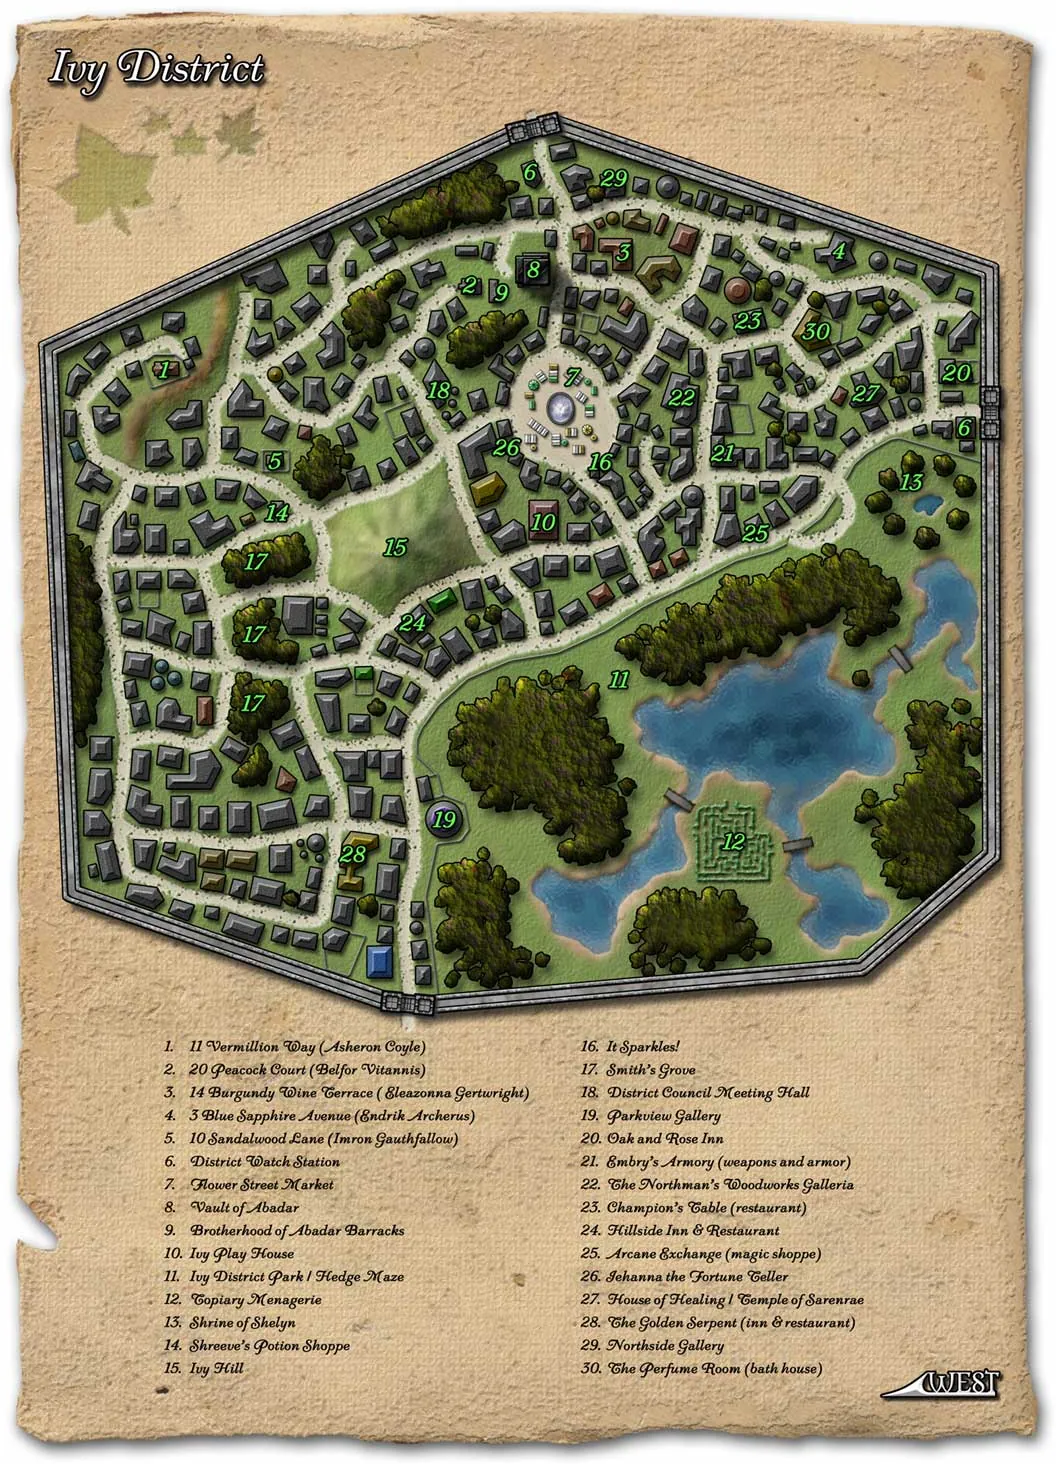 Ivy District
6
29
3
4
8
2
9
23
30
1
7
20
18
22
27
26
6
5
16
21
13
14
10
25
15
17
24
17
11
17
19
12
28
1. 11 Vermillion Way (Asheron Coyle)
2. 20 Peacock Court (Belfor Vitannis)
3. 14 Burgundy Wine Terrace ( Eleazonna Gertwright)
4. 3 Blue Sapphire Avenue (Endrik Archerus)
5. 10 Sandalwood Lane (Imron Gauthfallow)
6. District Watch Station
7. Flower Street Market
8. Vault of Abadar
9. Brotherhood of Abadar Barracks
10. Ivy Play House
11. Ivy District Park / Hedge Maze
12. Topiary Menagerie
13. Shrine of Shelyn
14. Shreeve's Potion Shoppe
15. Ivy Hill
16. It Sparkles!
17. Smith's Grove
18. District Council Meeting Hall
19. Parkview Gallery
20. Oak and Rose Inn
21. Embry's Armory (weapons and armor)
22. The Northman's Woodworks Galleria
23. Champion's Table (restaurant)
24. Hillside Inn & Restaurant
25. Arcane Exchange (magic shoppe)
26. Jehanna the Fortune Teller
27. House of Healing / Temple of Sarenrae
28. The Golden Serpent (inn & restaurant)
29. Northside Gallery
30. The Perfume Room (bath house)
WEST